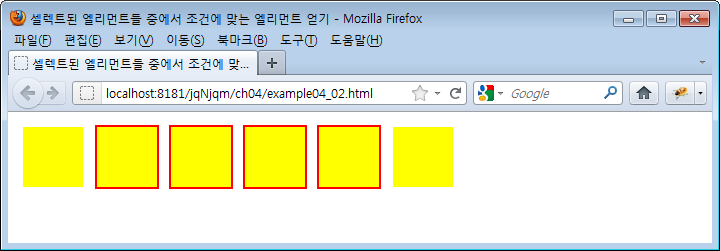 셀렉트된 엘리먼트들 중에서 조건에 맞는 엘리먼트 얻기 - Mozilla Firefox
파일(F) 편집(E) 보기(V) 이동(S) 북마크(B) 도구(T) 도움말(H)
셀렉트된 엘리먼트들 중에서 조건에 맞...
localhost:8181/jqNjqm/ch04/example04_02.html
Google